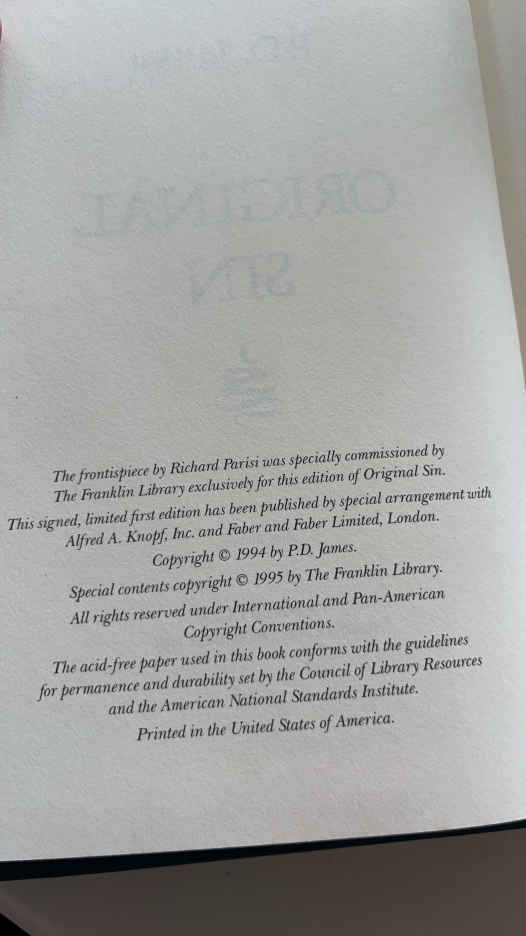 P.D. James
ORIGINAL
SIN
The frontispiece by Richard Parisi was specially commissioned by
The Franklin Library exclusively for this edition of Original Sin.
This signed, limited first edition has been published by special arrangement with
Alfred A. Knopf, Inc. and Faber and Faber Limited, London.
Copyright © 1994 by P.D. James.
Special contents copyright © 1995 by The Franklin Library.
All rights reserved under International and Pan-American
Copyright Conventions.
The acid-free paper used in this book conforms with the guidelines
for permanence and durability set by the Council of Library Resources
and the American National Standards Institute.
Printed in the United States of America.